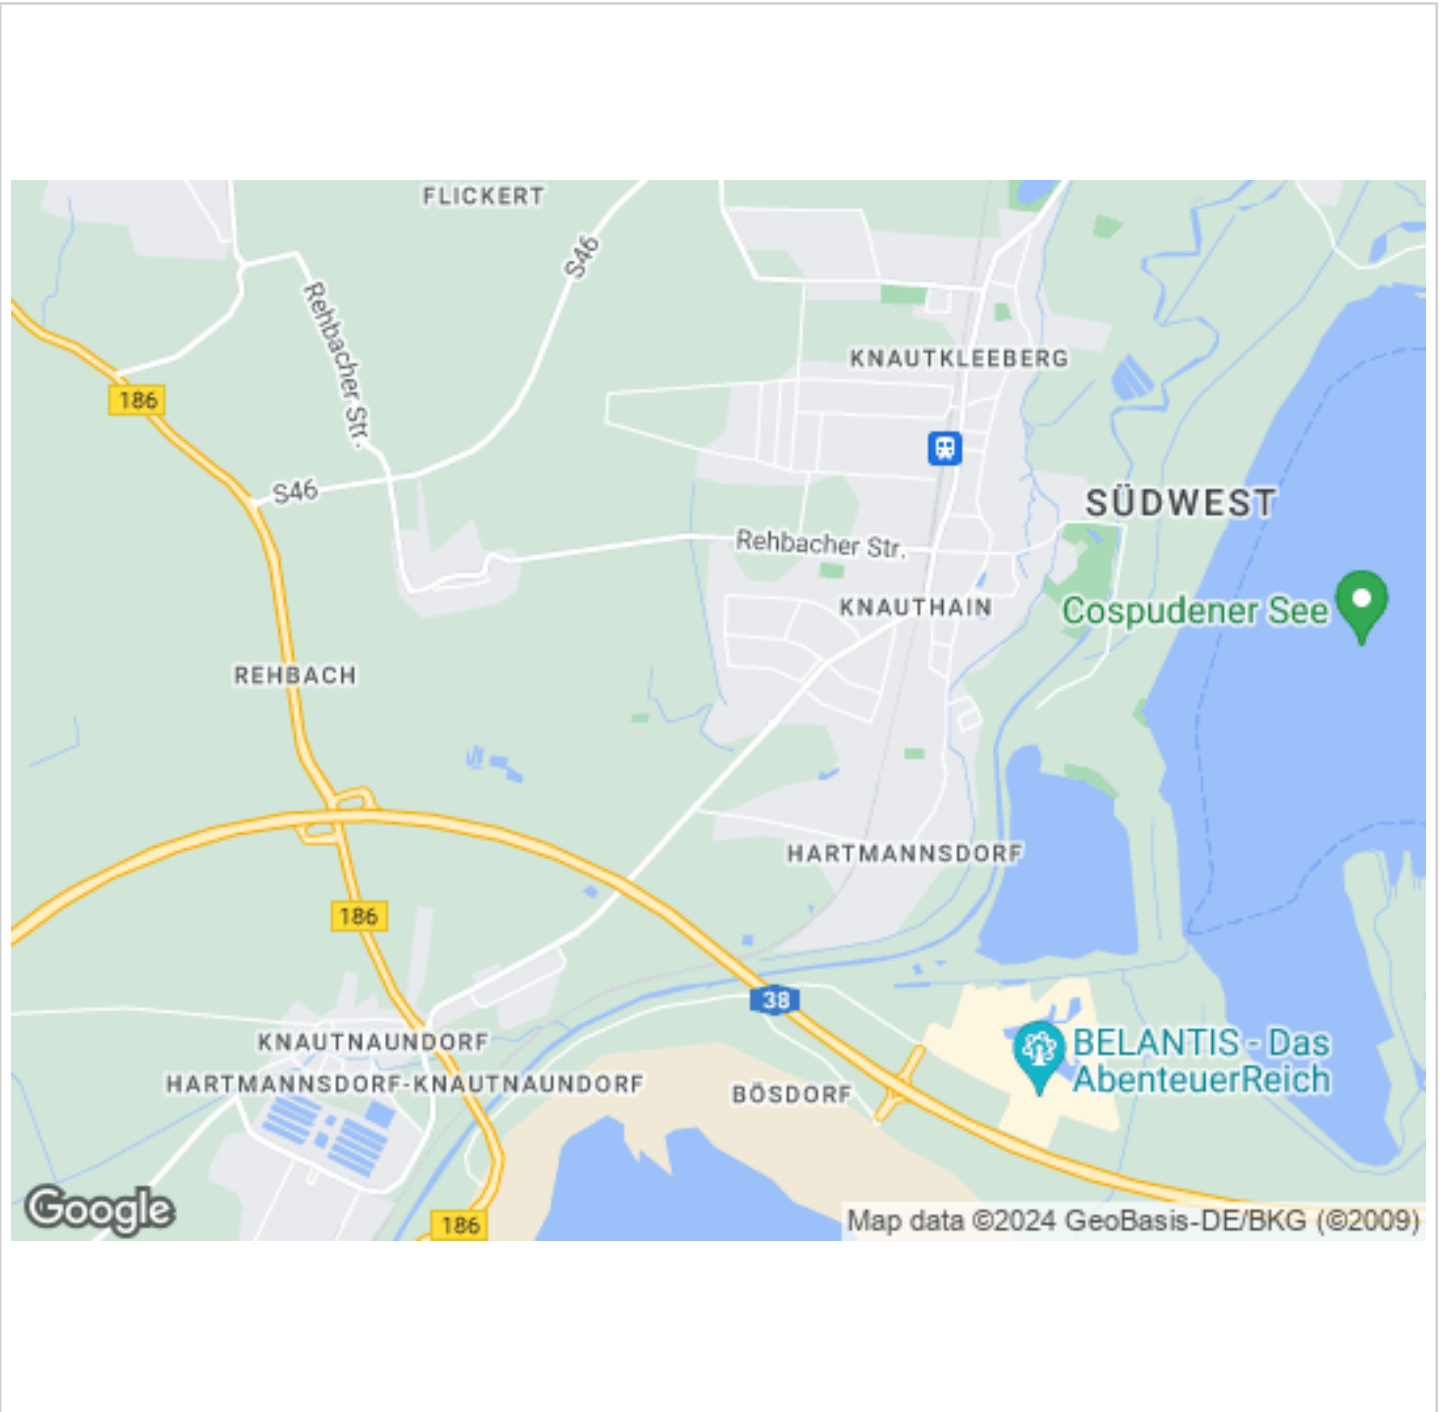 FLICKERT
S46
Rehbacher Str.
KNAUTKLEEBERG
186
S46
SÜDWEST
Rehbacher Str.
KNAUTHAIN
Cospudener See
REHBACH
HARTMANNSDORF
186
38
KNAUTNAUNDORF
BELANTIS - Das
AbenteuerReich
HARTMANNSDORF-KNAUTNAUNDORF
BÖSDORF
Google
186
Map data ©2024 GeoBasis-DE/BKG (©2009)